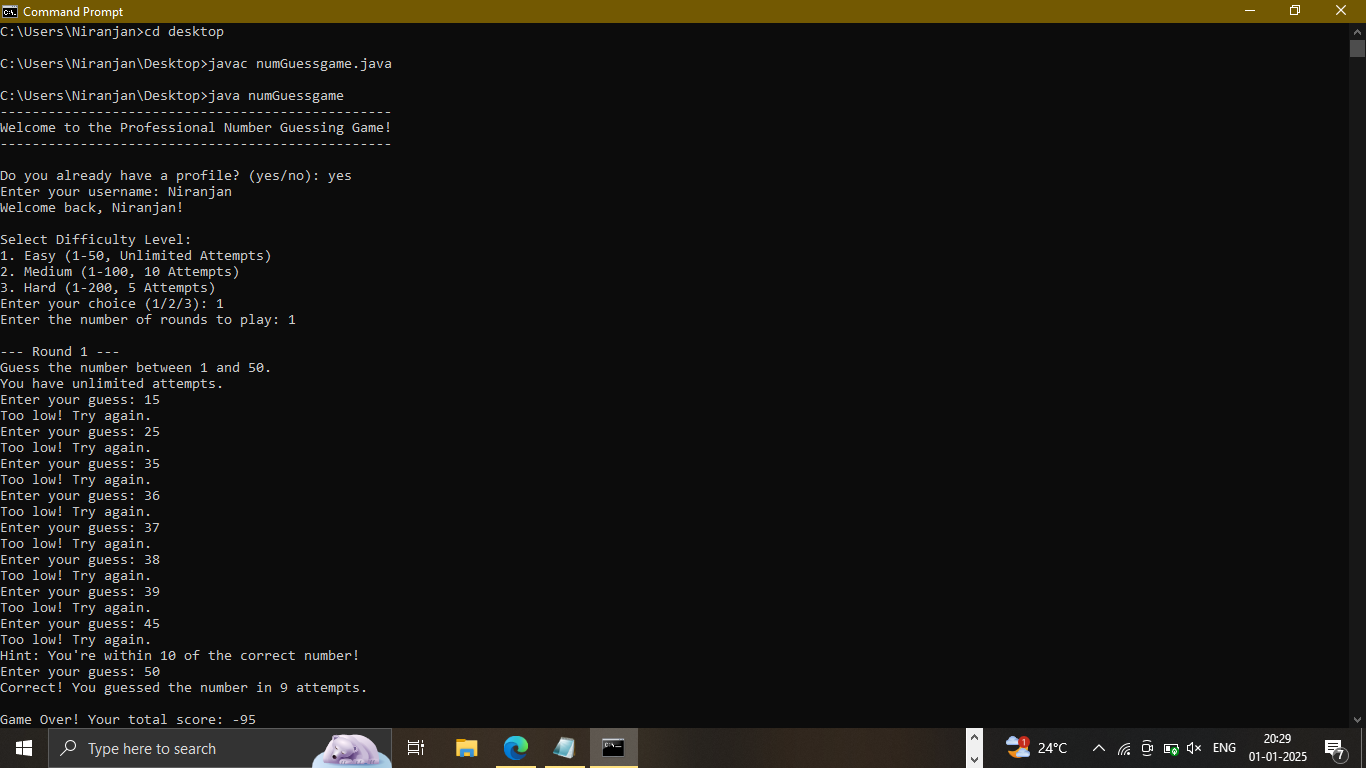 Command Prompt
C:\Users\Niranjan>cd desktop
C:\Users\Niranjan\Desktop>javac numGuessgame.java
C:\Users\Niranjan\Desktop>java numGuessgame
-------------------------------------------------
Welcome to the Professional Number Guessing Game!
-------------------------------------------------
Do you already have a profile? (yes/no): yes
Enter your username: Niranjan
Welcome back, Niranjan!
Select Difficulty Level:
1. Easy (1-50, Unlimited Attempts)
2. Medium (1-100, 10 Attempts)
3. Hard (1-200, 5 Attempts)
Enter your choice (1/2/3): 1
Enter the number of rounds to play: 1
--- Round 1 ---
Guess the number between 1 and 50.
You have unlimited attempts.
Enter your guess: 15
Too low! Try again.
Enter your guess: 25
Too low! Try again.
Enter your guess: 35
Too low! Try again.
Enter your guess: 36
Too low! Try again.
Enter your guess: 37
Too low! Try again.
Enter your guess: 38
Too low! Try again.
Enter your guess: 39
Too low! Try again.
Enter your guess: 45
Too low! Try again.
Hint: You're within 10 of the correct number!
Enter your guess: 50
Correct! You guessed the number in 9 attempts.
Game Over! Your total score: -95
Type here to search
1
24°C
ENG
20:29
01-01-2025
7